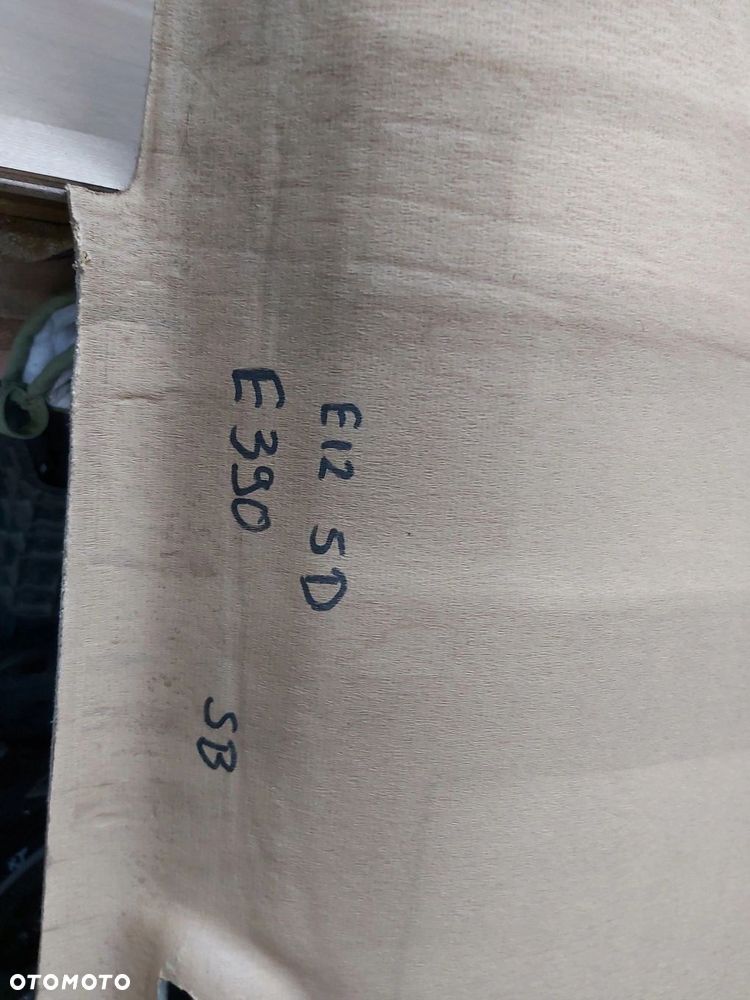 E12 5D
E390
SB
OTOMOTO